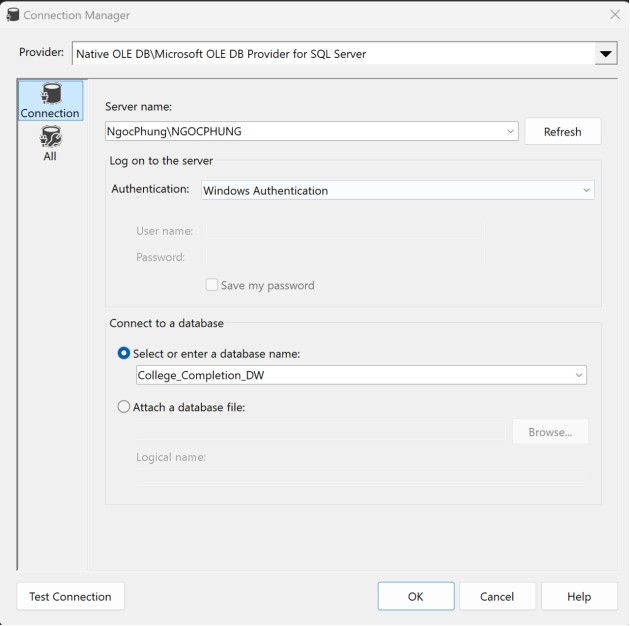 Connection Manager
Provider: Native OLE DB\Microsoft OLE DB Provider for SQL Server
Connection
All
Server name:
NgocPhung\NGOCPHUNG Refresh
Log on to the server
Authentication: Windows Authentication
User name:
Password:
Save my password
Connect to a database
Select or enter a database name:
College_Completion_DW
Attach a database file:
Browse...
Logical name:
Test Connection OK Cancel Help